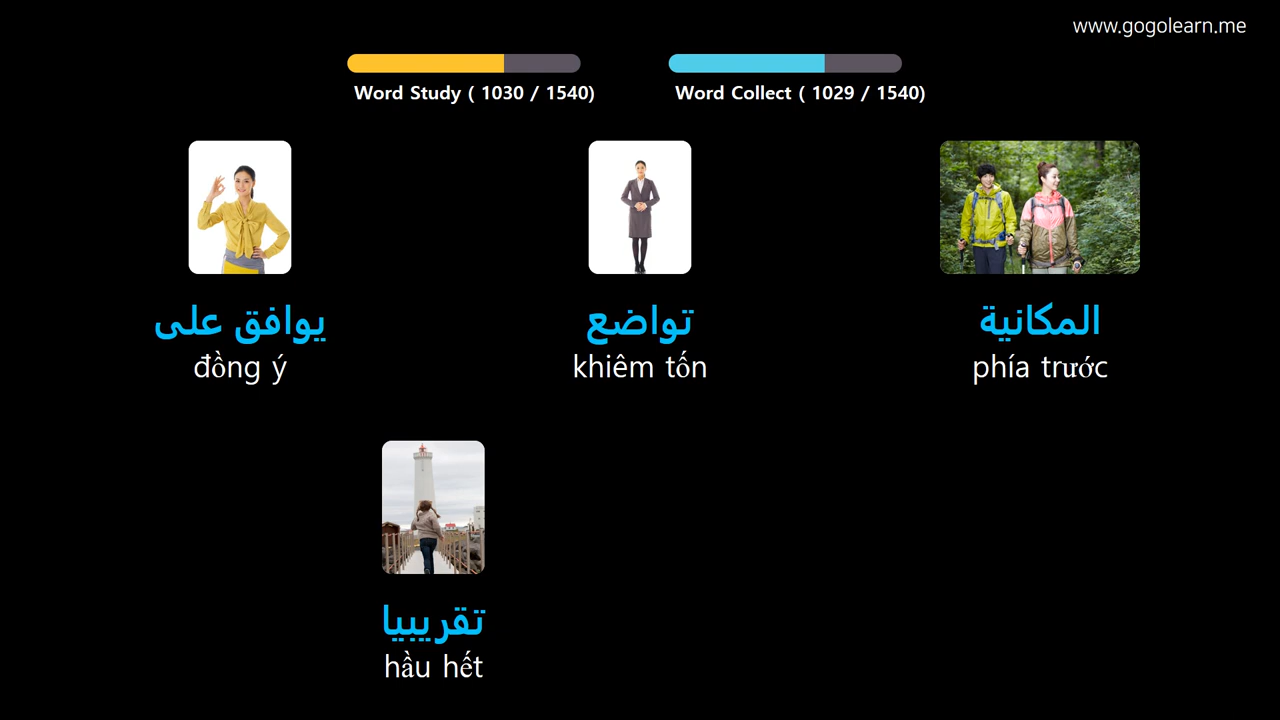 www.gogolearn.me
Word Study ( 1030 / 1540)
Word Collect ( 1029 / 1540)
يوافق على
đồng ý
تواضع
khiêm tốn
المكانية
phía trước
تقريبيا
hầu hết